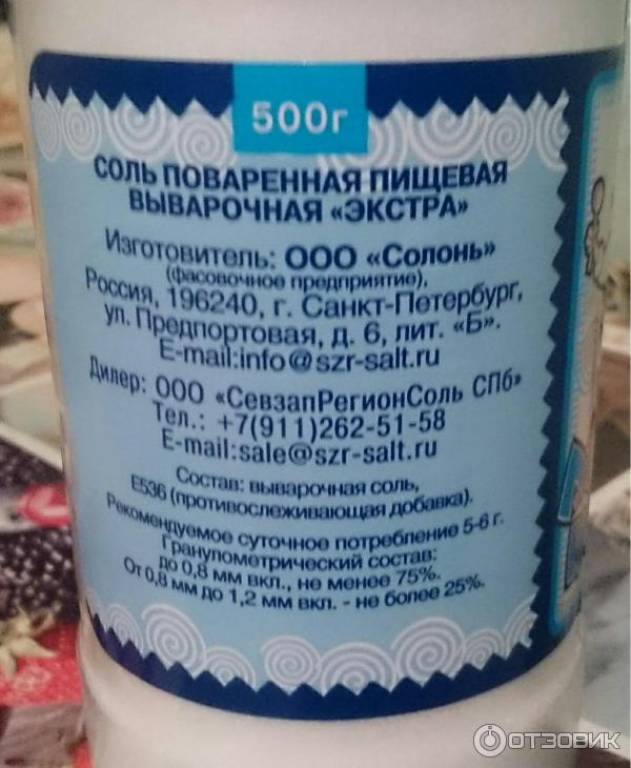 500г
СОЛЬ ПОВАРЕННАЯ ПИЩЕВАЯ
ВЫВАРОЧНАЯ «ЭКСТРА»
Изготовитель: ООО «Солонь»
(фасовочное предприятие),
Россия, 196240, г. Санкт-Петербург,
ул. Предпортовая, д. 6, лит. «Б».
E-mail:info@szr-salt.ru
Дилер: ООО «СевзапРегионСоль СПб»
Тел.: +7(911)262-51-58
E-mail:sale@szr-salt.ru
Состав: выварочная соль,
Е536 (противослеживающая добавка).
Рекомендуемое суточное потребление 5-6 г.
Гранулометрический состав:
до 0,8 мм вкл., не менее 75%.
От 0,8 мм до 1,2 мм вкл. - не более 25%.
ОТЗОВИК